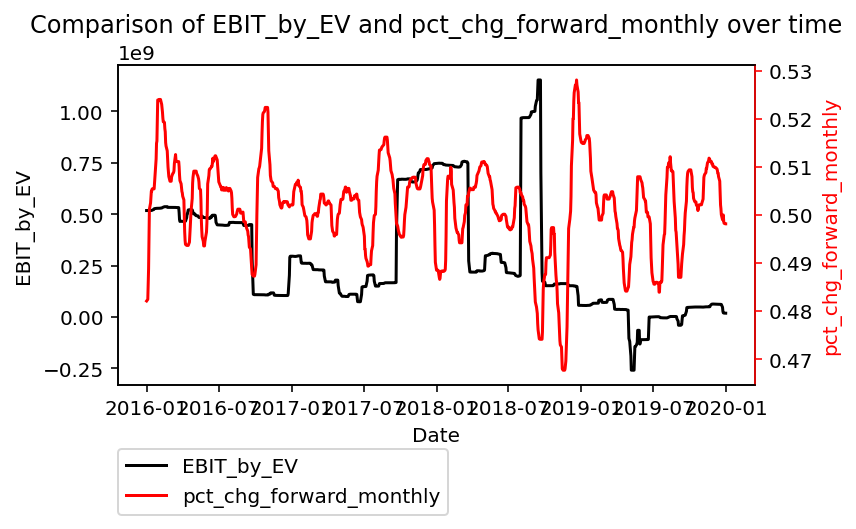 Comparison of EBIT_by_EV and pct_chg_forward_monthly over time
1e9
1.00
0.75
0.50
0.25
0.00
−0.25
EBIT_by_EV
0.53
0.52
0.51
0.50
0.49
0.48
0.47
pct_chg_forward_monthly
2016-01 2016-07 2017-01 2017-07 2018-01 2018-07 2019-01 2019-07 2020-01
Date
EBIT_by_EV
pct_chg_forward_monthly